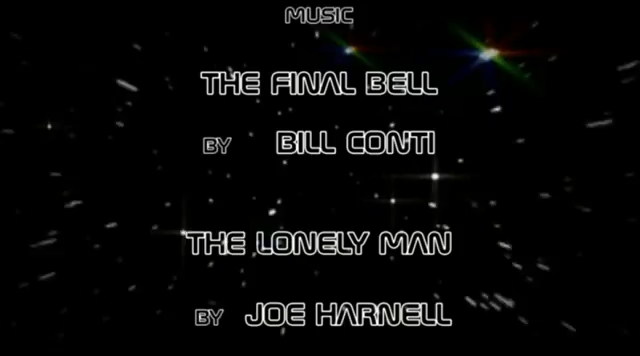 MUSIC
THE FINAL BELL
BY BILL CONTI
THE LONELY MAN
BY JOE HARNELL